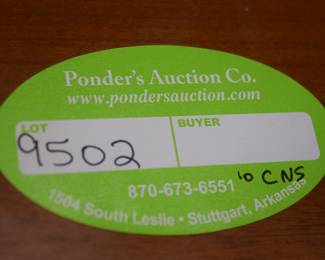 Ponder's Auction Co.
www.pondersauction.com
LOT BUYER
9502
870-673-6551 '10 CNS
1504 South Leslie • Stuttgart, Arkansas